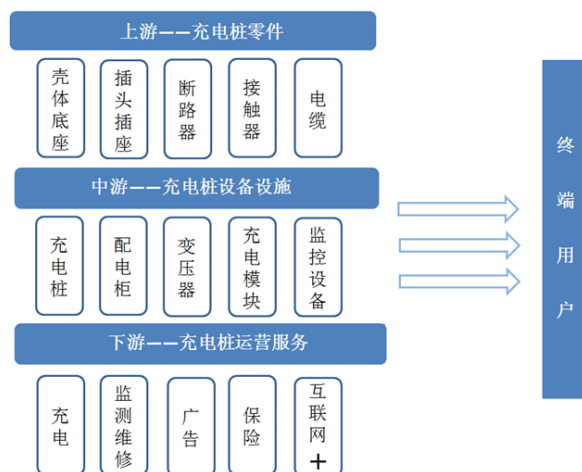 上游——充电桩零件
壳体底座
插头插座
断路器
接触器
电缆
中游——充电桩设备设施
充电桩
配电柜
变压器
充电模块
监控设备
下游——充电桩运营服务
充电
监测维修
广告
保险
互联网+
终端用户